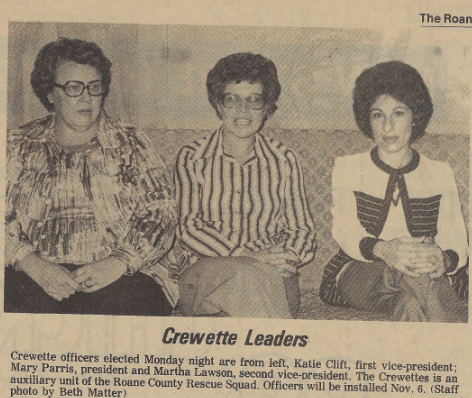 The Roan
Crewette Leaders
Crewette officers elected Monday night are from left, Katie Clift, first vice-president;
Mary Parris, president and Martha Lawson, second vice-president. The Crewettes is an
auxiliary unit of the Roane County Rescue Squad. Officers will be installed Nov. 6. (Staff
photo by Beth Matter)